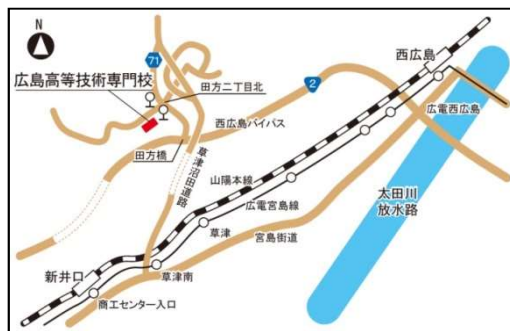 N
71
西広島
広島高等技術専門校
田方二丁目北
2
広電西広島
西広島バイパス
田方橋
草津沼田道路
山陽本線
太田川
放水路
広電宮島線
草津
宮島街道
新井口
草津南
商工センター入口